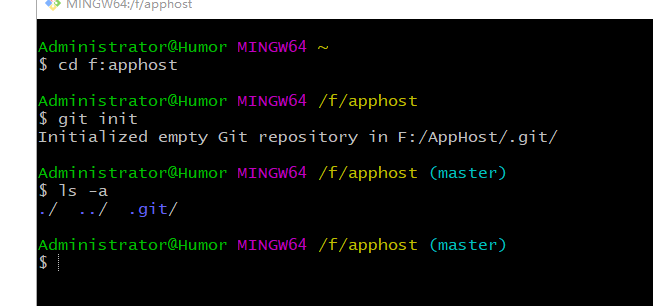 MINGW64:/f/apphost
Administrator@Humor MINGW64 ~
$ cd f:apphost
Administrator@Humor MINGW64 /f/apphost
$ git init
Initialized empty Git repository in F:/AppHost/.git/
Administrator@Humor MINGW64 /f/apphost (master)
$ ls -a
./  ../  .git/
Administrator@Humor MINGW64 /f/apphost (master)
$